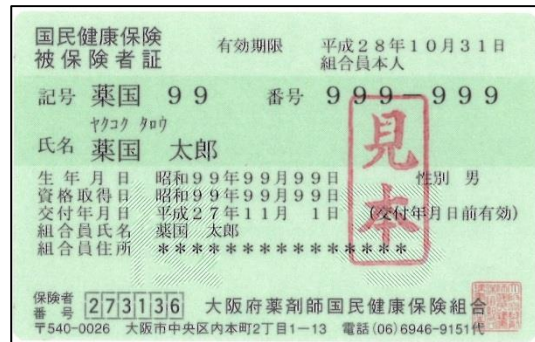 国民健康保険
被保険者証
有効期限 平成28年10月31日
組合員本人
記号 薬国 99 番号 999-999
ヤクコク タロウ
氏名 薬国 太郎
生年月日 昭和99年99月99日 性別 男
資格取得日 昭和99年99月99日
交付年月日 平成27年11月 1日 (交付年月日前有効)
組合員氏名 薬国 太郎
組合員住所 ***************
見本
保険者
番号 273136 大阪府薬剤師国民健康保険組合
〒540-0026 大阪市中央区内本町2丁目1-13 電話(06)6946-9151代